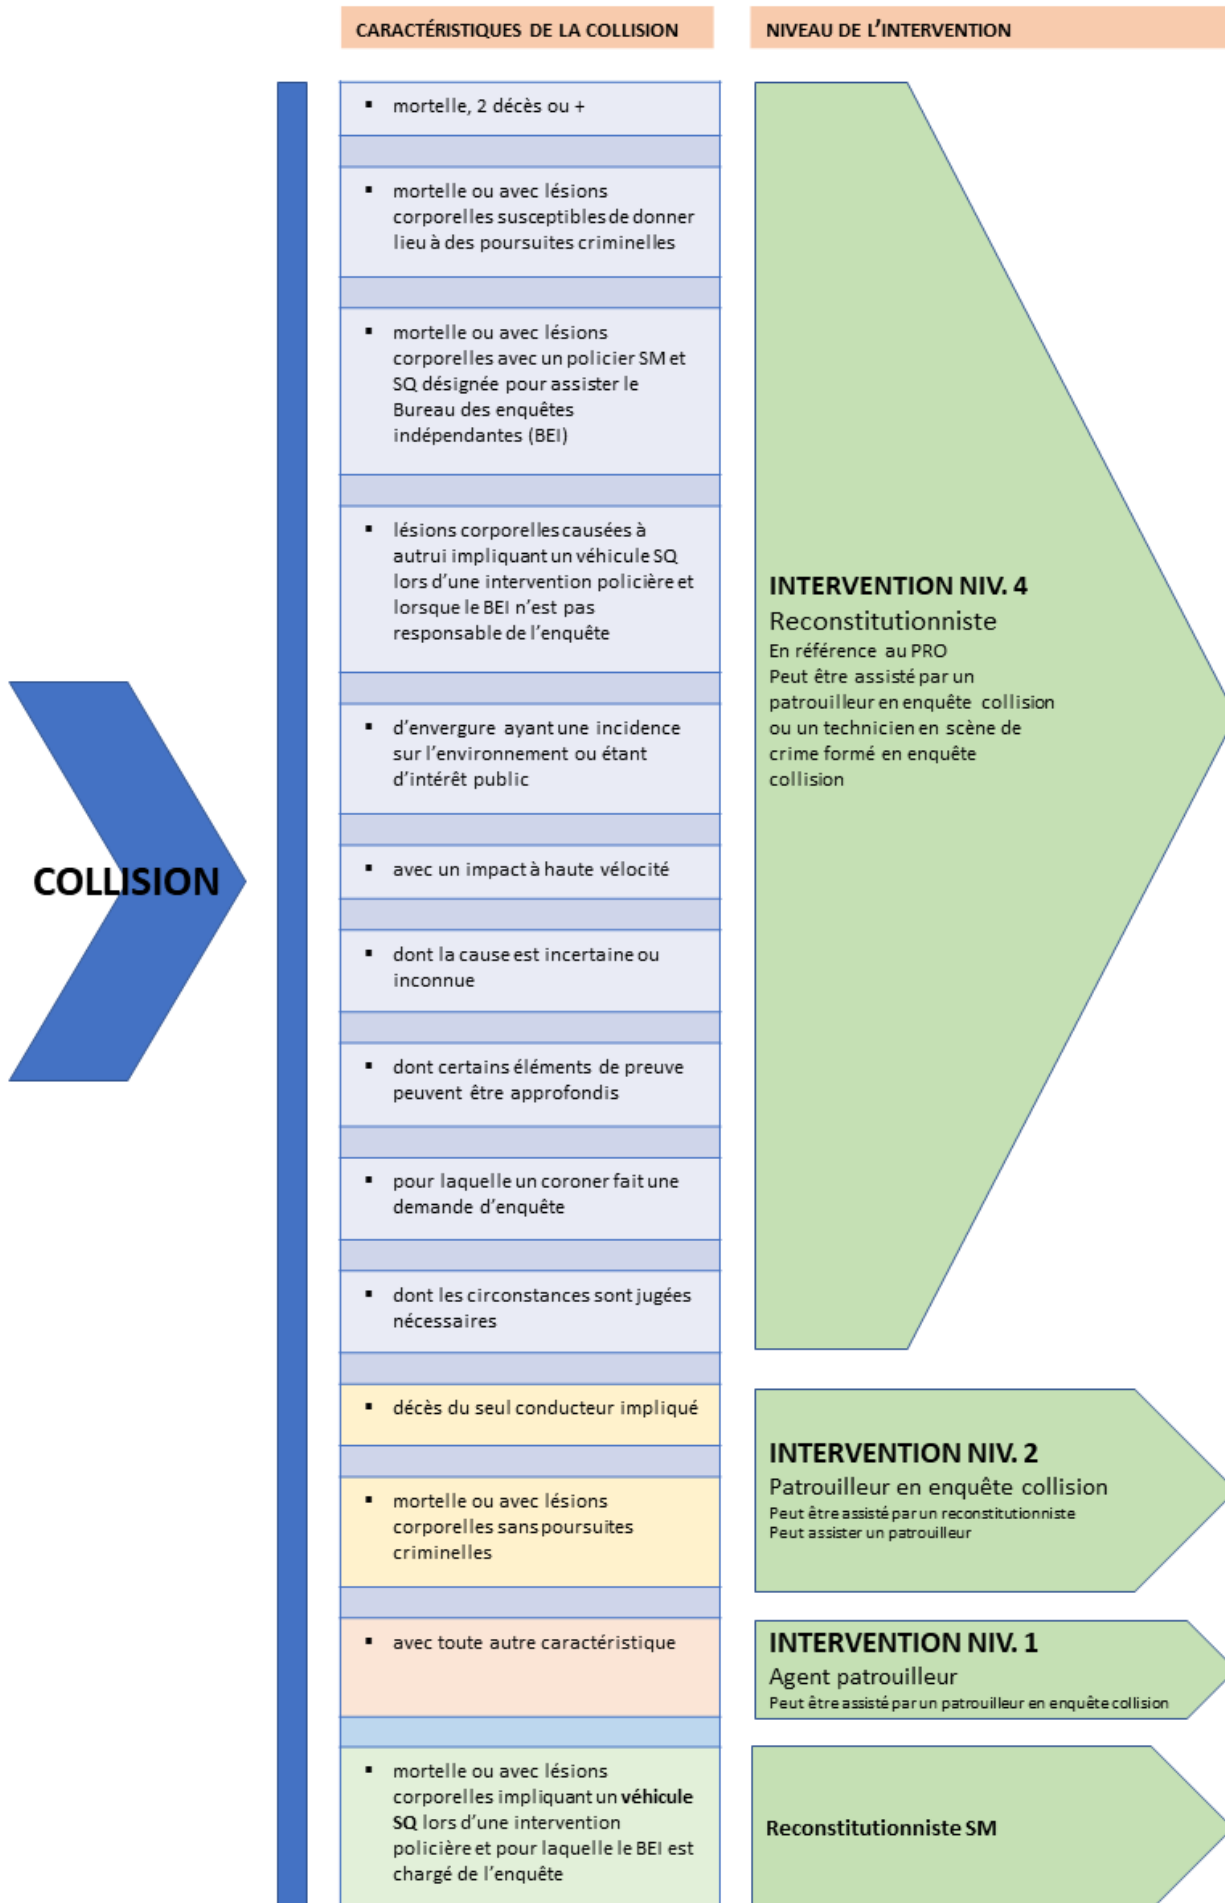 CARACTÉRISTIQUES DE LA COLLISION
NIVEAU DE L'INTERVENTION
COLLISION
▪ mortelle, 2 décès ou +
▪ mortelle ou avec lésions
corporelles susceptibles de donner
lieu à des poursuites criminelles
▪ mortelle ou avec lésions
corporelles avec un policier SM et
SQ désignée pour assister le
Bureau des enquêtes
indépendantes (BEI)
▪ lésions corporelles causées à
autrui impliquant un véhicule SQ
lors d'une intervention policière et
lorsque le BEI n'est pas
responsable de l'enquête
▪ d'envergure ayant une incidence
sur l'environnement ou étant
d'intérêt public
▪ avec un impact à haute vélocité
▪ dont la cause est incertaine ou
inconnue
▪ dont certains éléments de preuve
peuvent être approfondis
▪ pour laquelle un coroner fait une
demande d'enquête
▪ dont les circonstances sont jugées
nécessaires
INTERVENTION NIV. 4
Reconstitutionniste
En référence au PRO
Peut être assisté par un
patrouilleur en enquête collision
ou un technicien en scène de
crime formé en enquête
collision
▪ décès du seul conducteur impliqué
▪ mortelle ou avec lésions
corporelles sans poursuites
criminelles
INTERVENTION NIV. 2
Patrouilleur en enquête collision
Peut être assisté par un reconstitutionniste
Peut assister un patrouilleur
▪ avec toute autre caractéristique
INTERVENTION NIV. 1
Agent patrouilleur
Peut être assisté par un patrouilleur en enquête collision
▪ mortelle ou avec lésions
corporelles impliquant un véhicule
SQ lors d'une intervention
policière et pour laquelle le BEI est
chargé de l'enquête
Reconstitutionniste SM